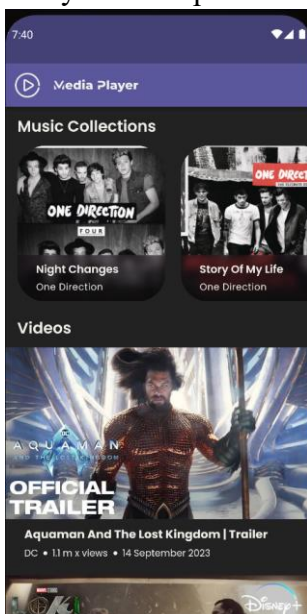 7:40
Media Player
Music Collections
ONE DIRECTION
FOUR
ONE DIRECT
Night Changes
One Direction
Story Of My Life
One Direction
Videos
AQUAMAN
AND THE LOST KINGDOM
OFFICIAL
TRAILER
Aquaman And The Lost Kingdom | Trailer
DC • 1.1 m x views • 14 September 2023
LOKI
Disney+